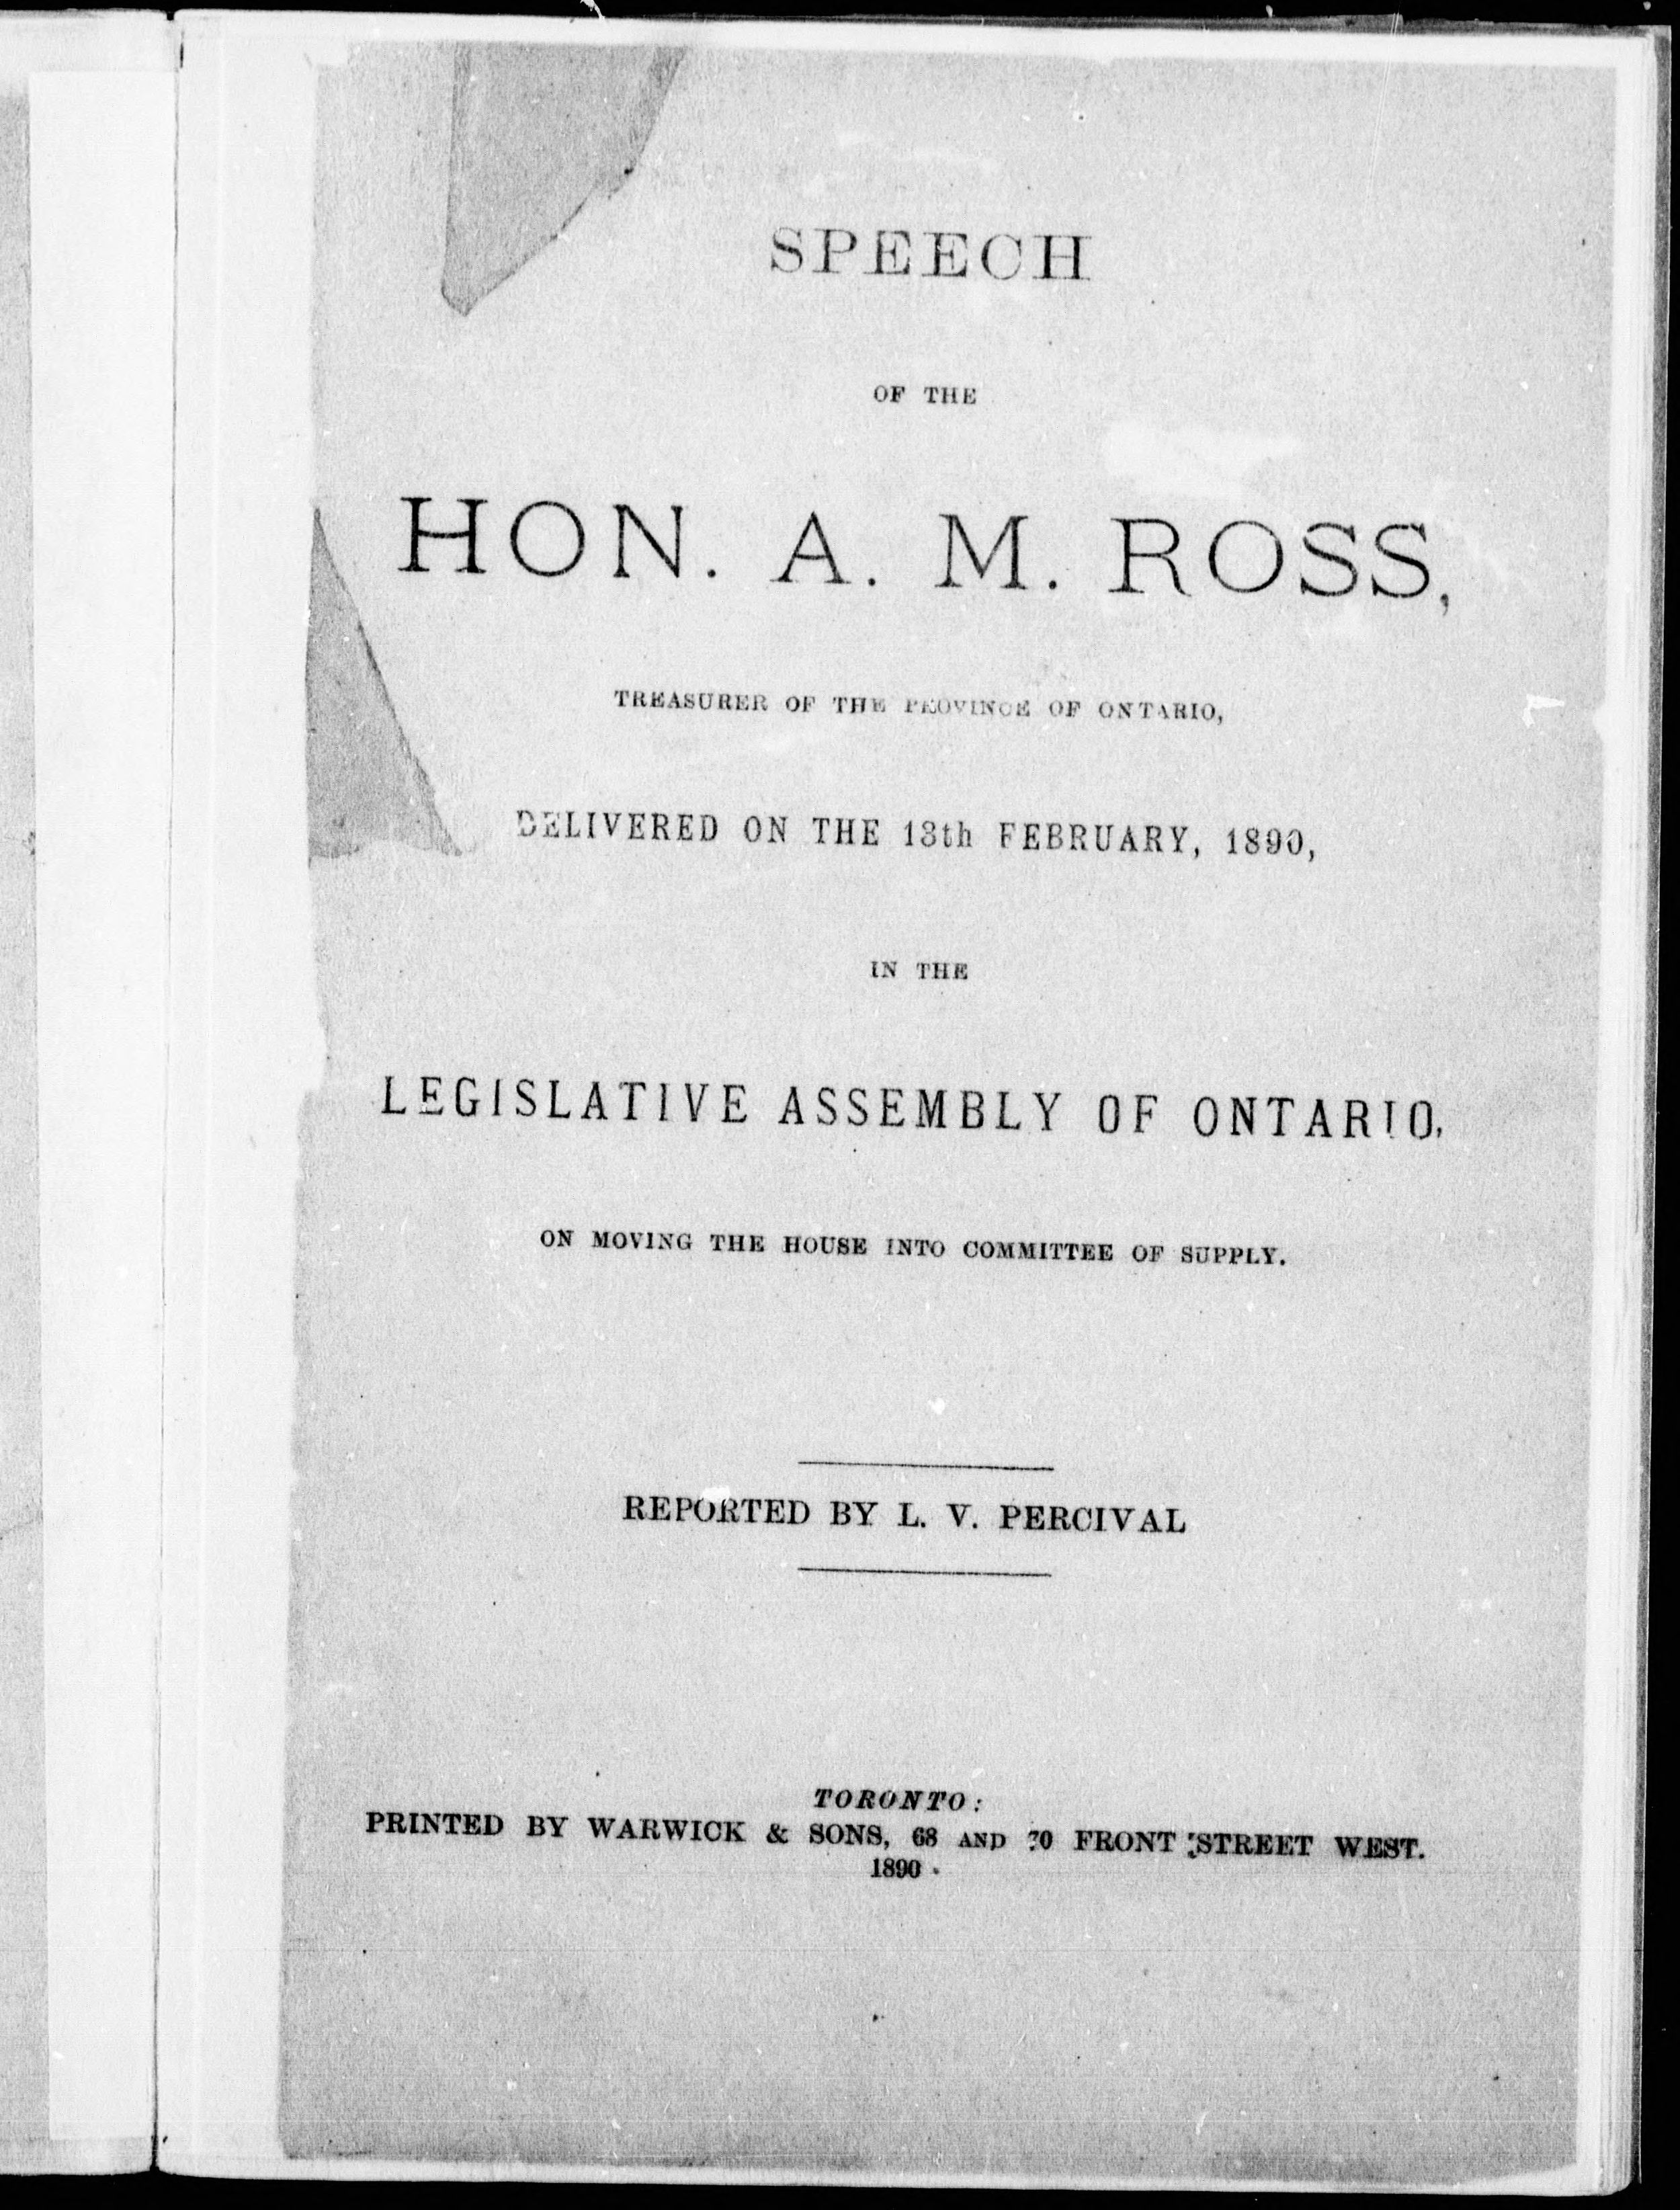 SPEECH
OF THE
HON. A. M. ROSS,
TREASURER OF THE PROVINCE OF ONTARIO,
DELIVERED ON THE 13th FEBRUARY, 1890,
IN THE
LEGISLATIVE ASSEMBLY OF ONTARIO,
ON MOVING THE HOUSE INTO COMMITTEE OF SUPPLY.
REPORTED BY L. V. PERCIVAL
TORONTO:
PRINTED BY WARWICK & SONS, 68 AND 70 FRONT STREET WEST.
1890.